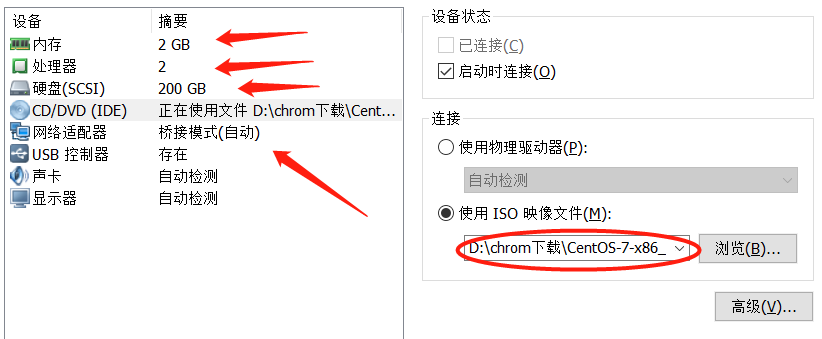 设备 摘要
内存 2 GB
处理器 2
硬盘(SCSI) 200 GB
CD/DVD (IDE) 正在使用文件 D:\chrom下载\Cent...
网络适配器 桥接模式(自动)
USB 控制器 存在
声卡 自动检测
显示器 自动检测
设备状态
已连接(C)
启动时连接(O)
连接
使用物理驱动器(P):
自动检测
使用 ISO 映像文件(M):
D:\chrom下载\CentOS-7-x86_
浏览(B)...
高级(V)...